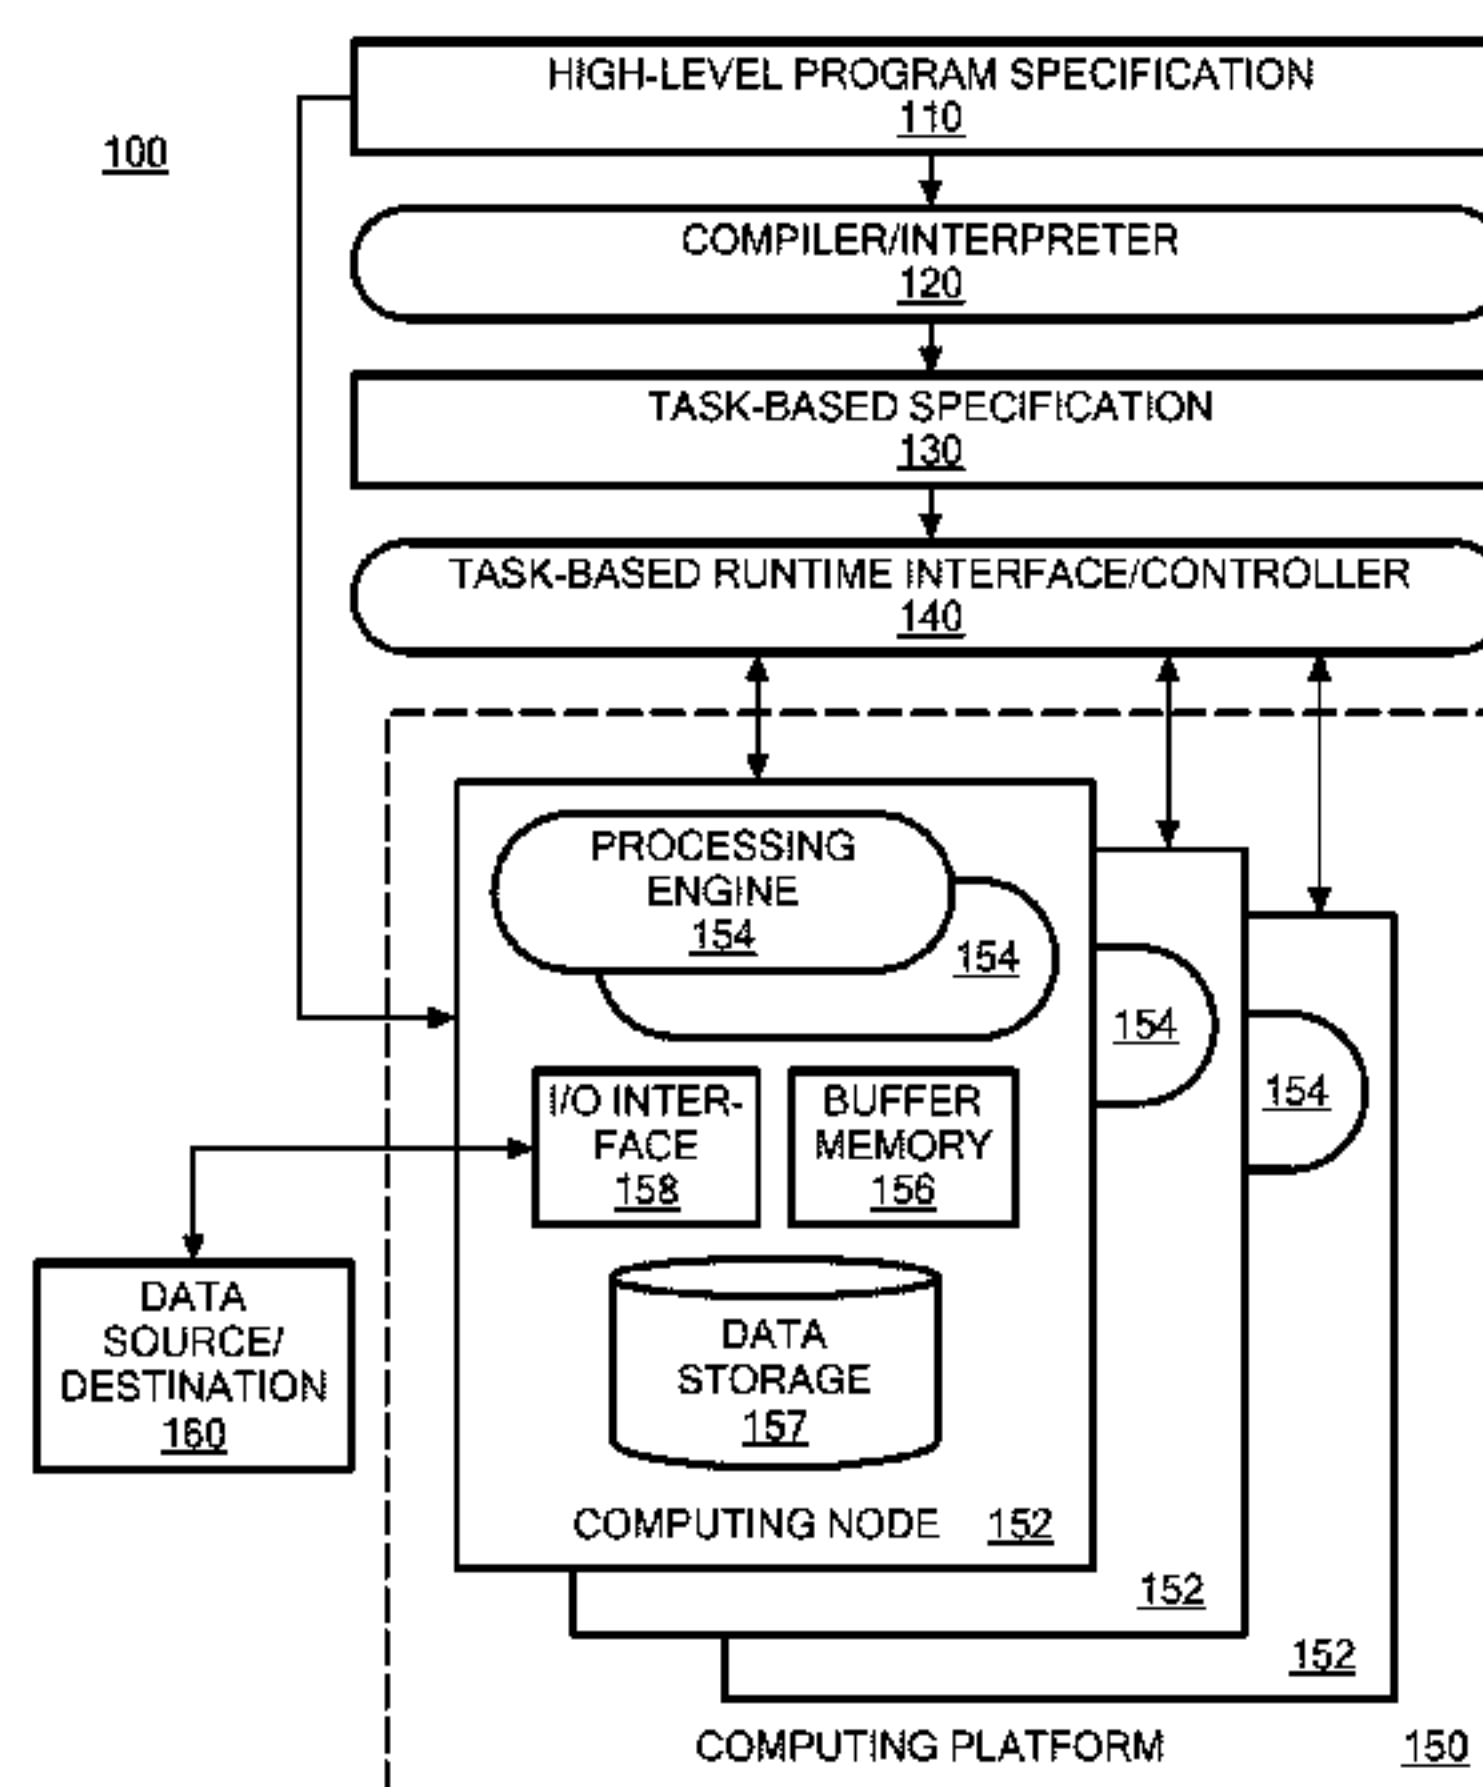 HIGH-LEVEL PROGRAM SPECIFICATION
110
100
COMPILER/INTERPRETER
120
TASK-BASED SPECIFICATION
130
TASK-BASED RUNTIME INTERFACE/CONTROLLER
140
PROCESSING
ENGINE
154
154
154
154
I/O INTER-
FACE
158
BUFFER
MEMORY
156
DATA
SOURCE/
DESTINATION
160
DATA
STORAGE
157
COMPUTING NODE 152
152
152
COMPUTING PLATFORM 150